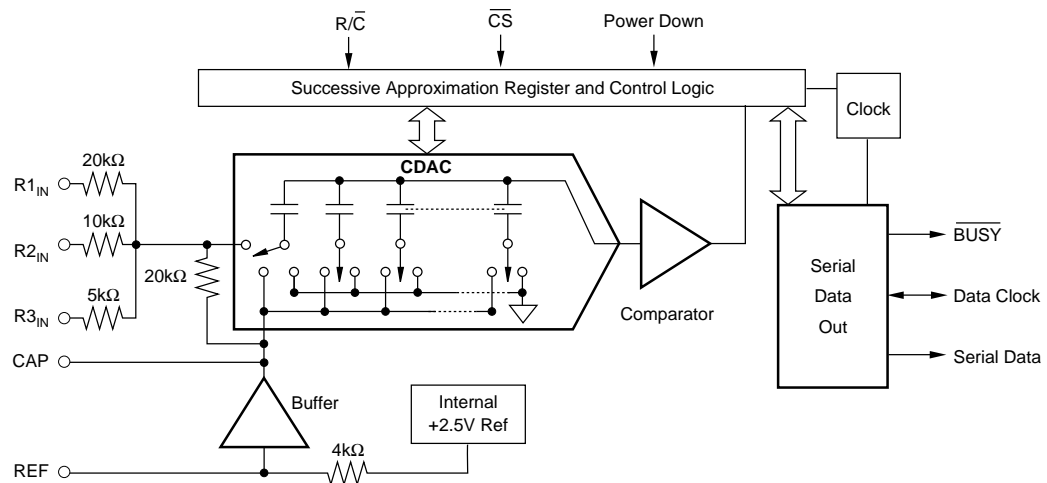 R/C̅
C̅S̅
Power Down
Successive Approximation Register and Control Logic
Clock
CDAC
20kΩ
R1IN
10kΩ
R2IN
20kΩ
5kΩ
R3IN
CAP
Comparator
Serial
Data
Out
B̅U̅S̅Y̅
Data Clock
Serial Data
Buffer
Internal
+2.5V Ref
4kΩ
REF